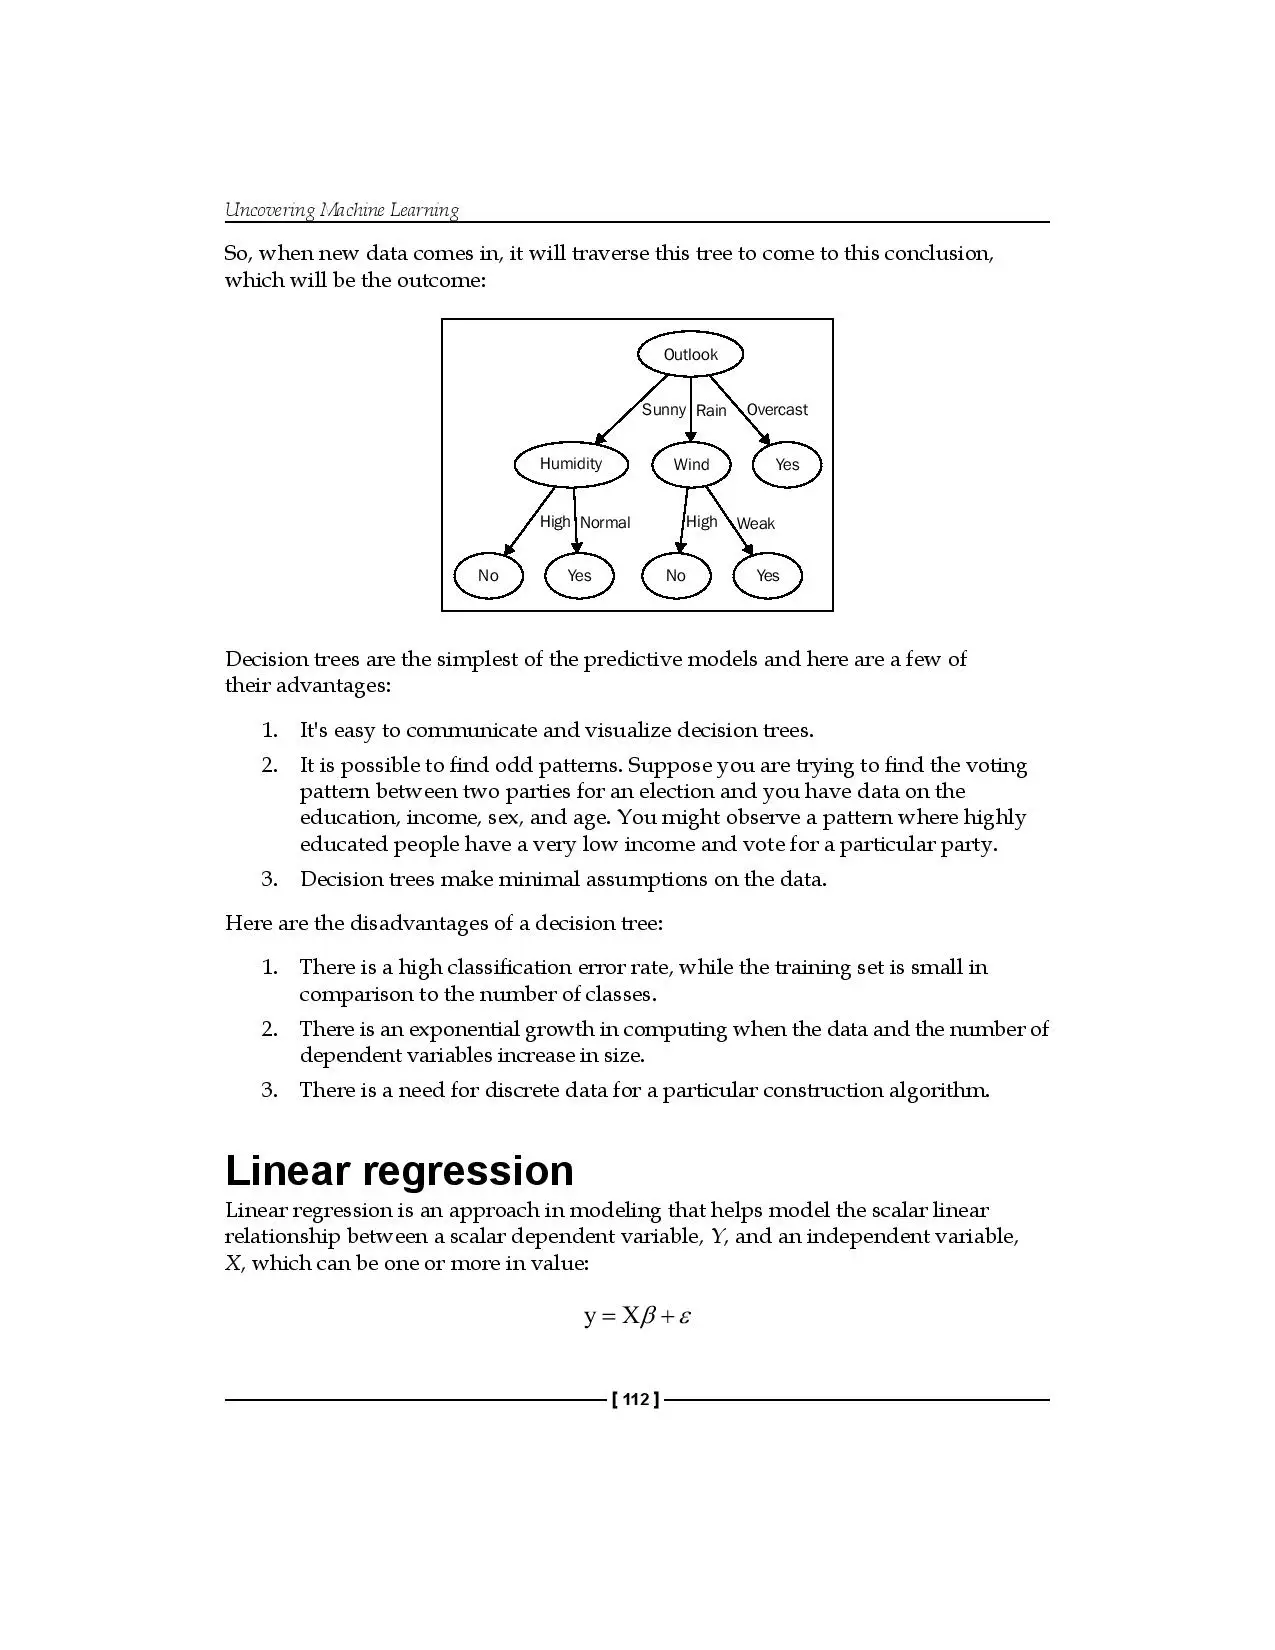 Uncovering Machine Learning
So, when new data comes in, it will traverse this tree to come to this conclusion,
which will be the outcome:
Outlook
Sunny Rain Overcast
Humidity Wind Yes
High Normal High Weak
No Yes No Yes
Decision trees are the simplest of the predictive models and here are a few of
their advantages:
1. It's easy to communicate and visualize decision trees.
2. It is possible to find odd patterns. Suppose you are trying to find the voting
pattern between two parties for an election and you have data on the
education, income, sex, and age. You might observe a pattern where highly
educated people have a very low income and vote for a particular party.
3. Decision trees make minimal assumptions on the data.
Here are the disadvantages of a decision tree:
1. There is a high classification error rate, while the training set is small in
comparison to the number of classes.
2. There is an exponential growth in computing when the data and the number of
dependent variables increase in size.
3. There is a need for discrete data for a particular construction algorithm.
Linear regression
Linear regression is an approach in modeling that helps model the scalar linear
relationship between a scalar dependent variable, Y, and an independent variable,
X, which can be one or more in value:
y = Xβ + ε
[ 112 ]